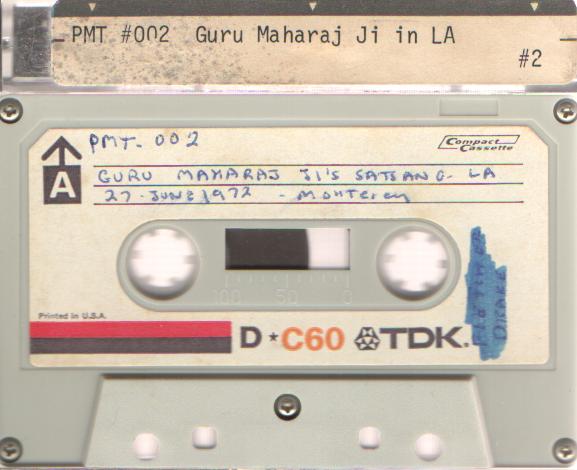 PMT #002 Guru Maharaj Ji in LA
#2
PMT- 002
Compact Cassette
A
GURU MAHARAJ JI'S SATSANG- LA
27 JUNE 1972 - Monterey
100 50 0
Printed in U.S.A.
D C60 TDK.
DRAKE